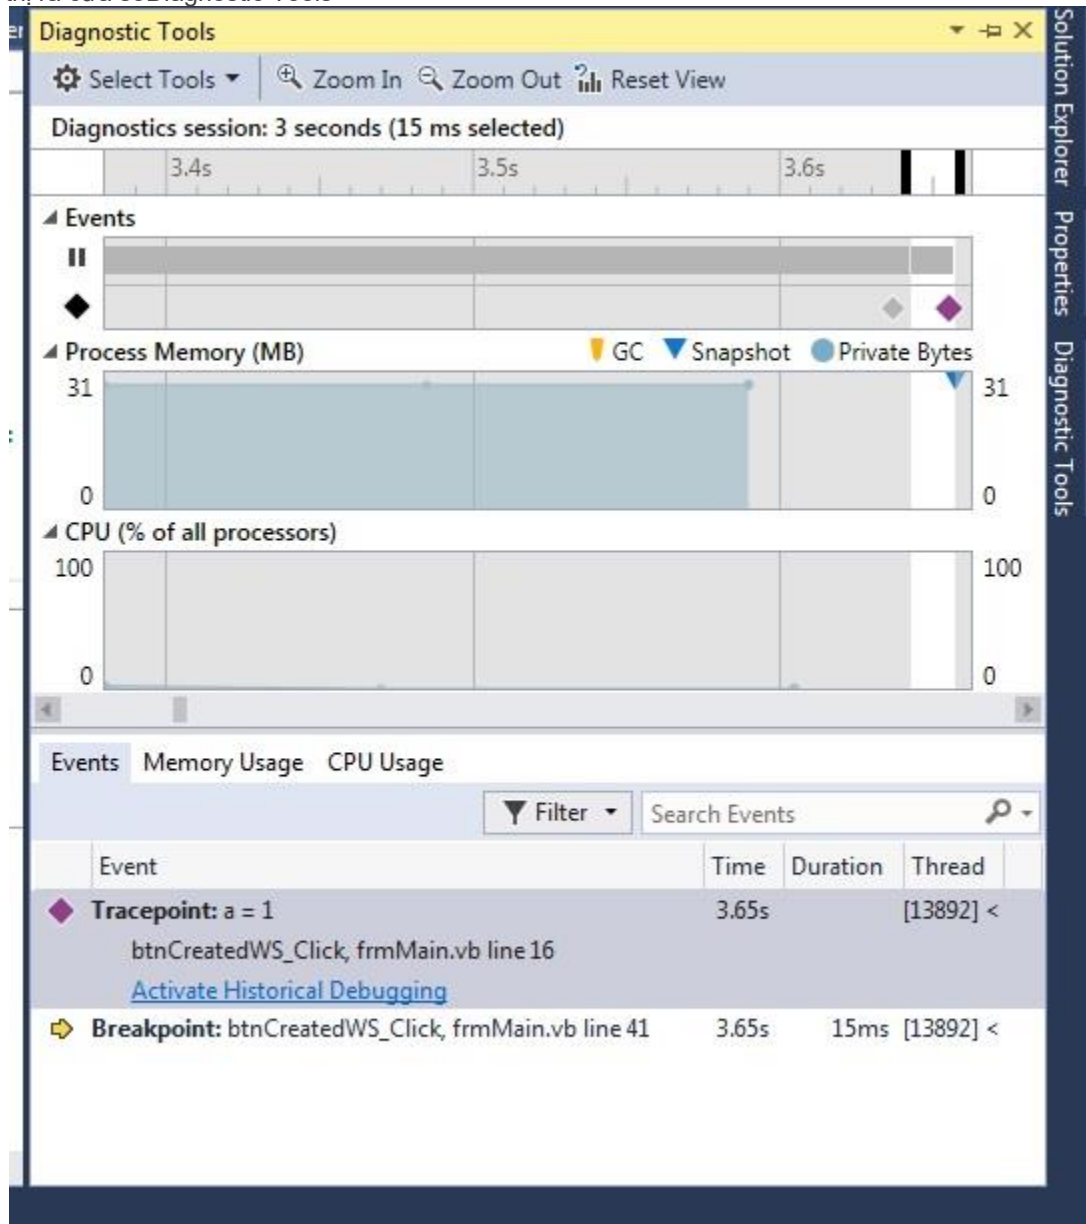 Diagnostic Tools
Diagnostic Tools
Select Tools Zoom In Zoom Out Reset View
Diagnostics session: 3 seconds (15 ms selected)
3.4s 3.5s 3.6s
Events
Process Memory (MB) GC Snapshot Private Bytes
31 31
0 0
CPU (% of all processors)
100 100
0 0
Events Memory Usage CPU Usage
Filter Search Events
Event Time Duration Thread
Tracepoint: a = 1 3.65s [13892] <
btnCreatedWS_Click, frmMain.vb line 16
Activate Historical Debugging
Breakpoint: btnCreatedWS_Click, frmMain.vb line 41 3.65s 15ms [13892] <
Solution Explorer
Properties
Diagnostic Tools